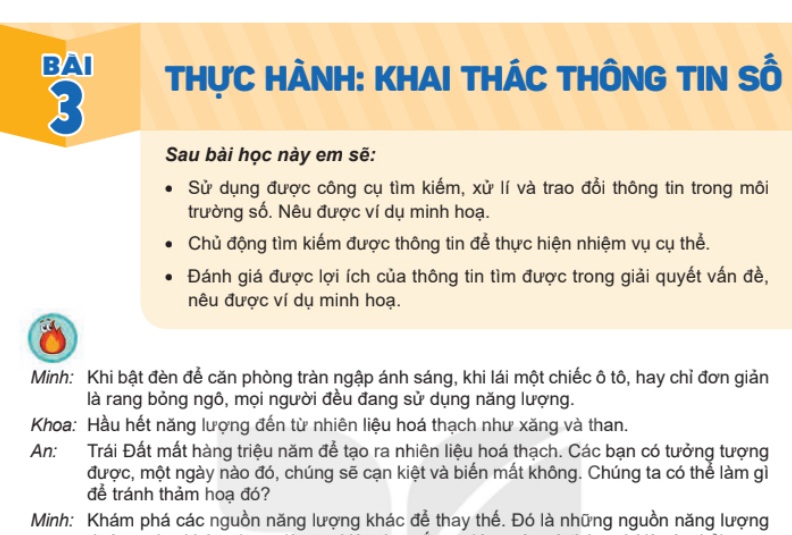 BÀI
3
THỰC HÀNH: KHAI THÁC THÔNG TIN SỐ
Sau bài học này em sẽ:
• Sử dụng được công cụ tìm kiếm, xử lí và trao đổi thông tin trong môi
trường số. Nêu được ví dụ minh hoạ.
• Chủ động tìm kiếm được thông tin để thực hiện nhiệm vụ cụ thể.
• Đánh giá được lợi ích của thông tin tìm được trong giải quyết vấn đề,
nêu được ví dụ minh hoạ.
Minh: Khi bật đèn để căn phòng tràn ngập ánh sáng, khi lái một chiếc ô tô, hay chỉ đơn giản
là rang bỏng ngô, mọi người đều đang sử dụng năng lượng.
Khoa: Hầu hết năng lượng đến từ nhiên liệu hoá thạch như xăng và than.
An: Trái Đất mất hàng triệu năm để tạo ra nhiên liệu hoá thạch. Các bạn có tưởng tượng
được, một ngày nào đó, chúng sẽ cạn kiệt và biến mất không. Chúng ta có thể làm gì
để tránh thảm hoạ đó?
Minh: Khám phá các nguồn năng lượng khác để thay thế. Đó là những nguồn năng lượng